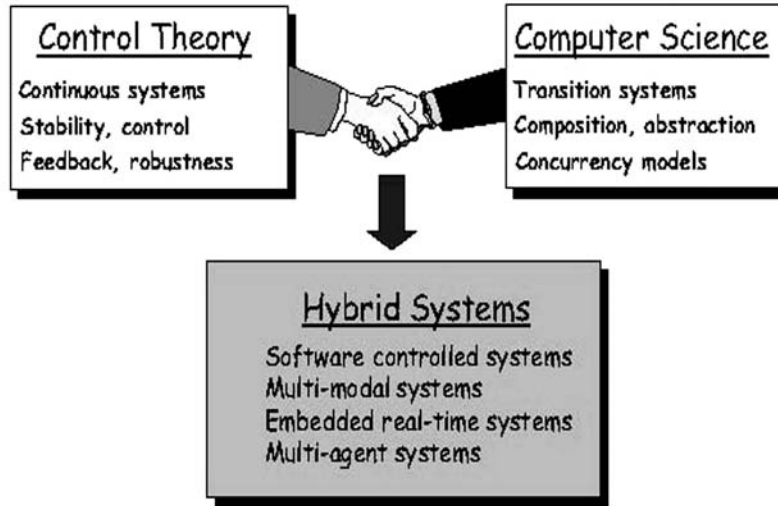 Control Theory
Continuous systems
Stability, control
Feedback, robustness
Computer Science
Transition systems
Composition, abstraction
Concurrency models
Hybrid Systems
Software controlled systems
Multi-modal systems
Embedded real-time systems
Multi-agent systems